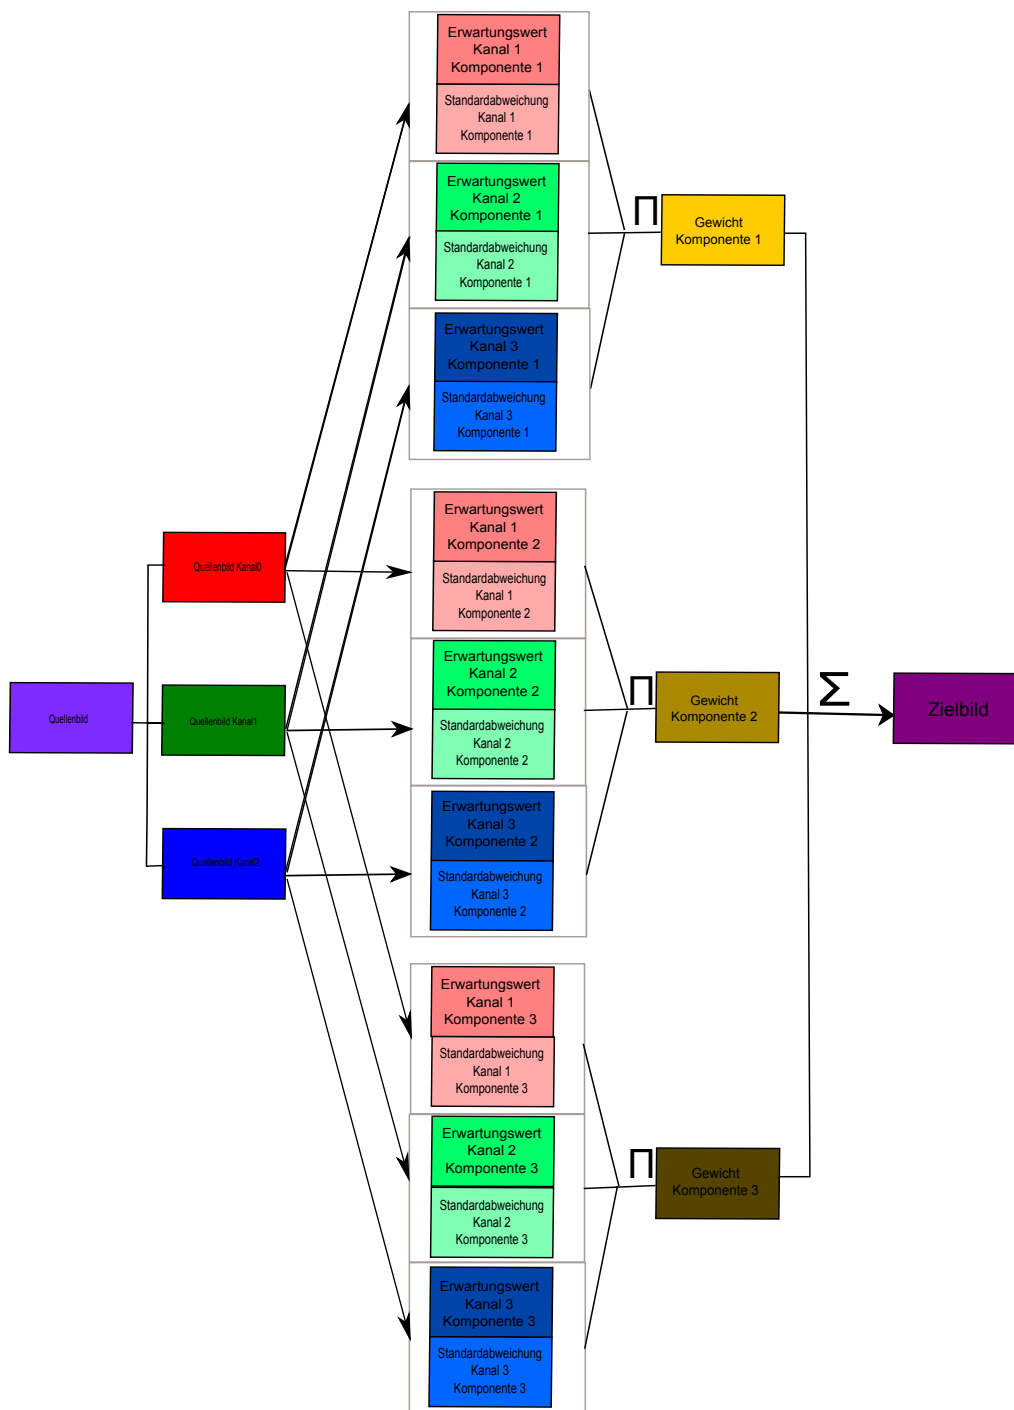 Erwartungswert
Kanal 1
Komponente 1
Standardabweichung
Kanal 1
Komponente 1
Erwartungswert
Kanal 2
Komponente 1
Standardabweichung
Kanal 2
Komponente 1
Erwartungswert
Kanal 3
Komponente 1
Standardabweichung
Kanal 3
Komponente 1
∏
Gewicht
Komponente 1
Quellenbild
Quellenbild Kanal0
Quellenbild Kanal1
Quellenbild Kanal2
Erwartungswert
Kanal 1
Komponente 2
Standardabweichung
Kanal 1
Komponente 2
Erwartungswert
Kanal 2
Komponente 2
Standardabweichung
Kanal 2
Komponente 2
Erwartungswert
Kanal 3
Komponente 2
Standardabweichung
Kanal 3
Komponente 2
∏
Gewicht
Komponente 2
Σ
Zielbild
Erwartungswert
Kanal 1
Komponente 3
Standardabweichung
Kanal 1
Komponente 3
Erwartungswert
Kanal 2
Komponente 3
Standardabweichung
Kanal 2
Komponente 3
Erwartungswert
Kanal 3
Komponente 3
Standardabweichung
Kanal 3
Komponente 3
∏
Gewicht
Komponente 3